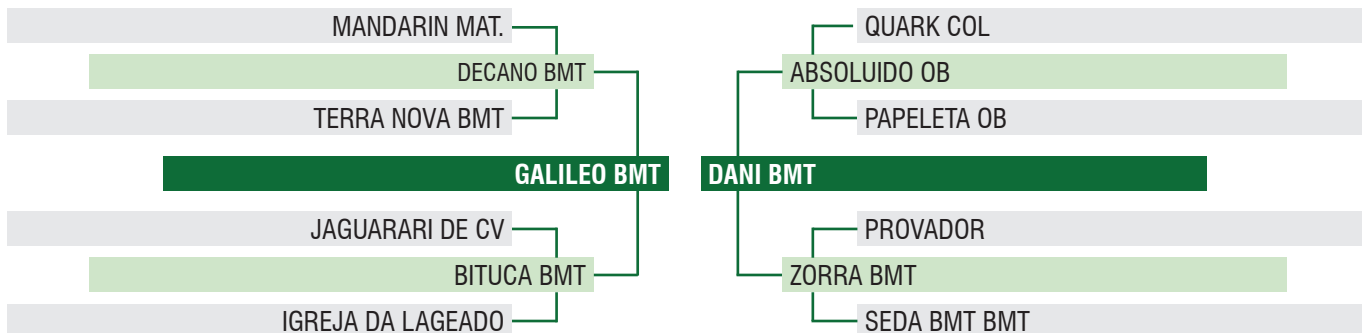 MANDARIN MAT.
QUARK COL
DECANO BMT
ABSOLUIDO OB
TERRA NOVA BMT
PAPELETA OB
GALILEO BMT
DANI BMT
JAGUARARI DE CV
PROVADOR
BITUCA BMT
ZORRA BMT
IGREJA DA LAGEADO
SEDA BMT BMT